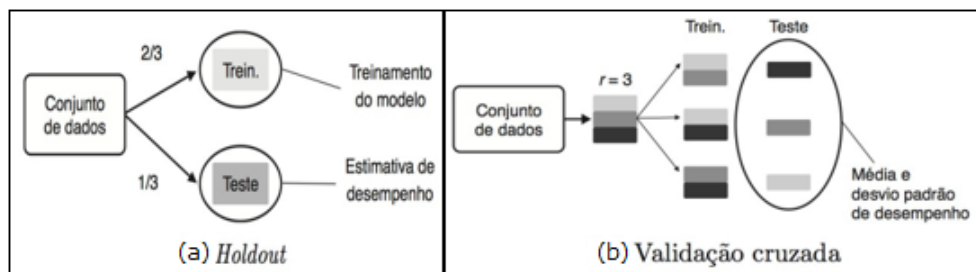 2/3
Trein.
Treinamento
do modelo
Conjunto
de dados
1/3
Teste
Estimativa de
desempenho
(a) Holdout
Trein.
Teste
r = 3
Conjunto
de dados
Média e
desvio padrão
de desempenho
(b) Validação cruzada